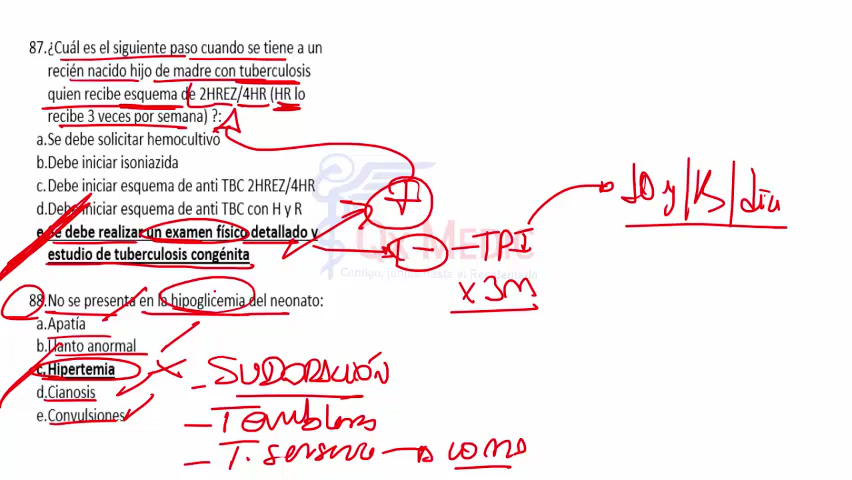 87.¿Cuál es el siguiente paso cuando se tiene a un
recién nacido hijo de madre con tuberculosis
quien recibe esquema de 2HREZ/4HR (HR lo
recibe 3 veces por semana) ?:
a.Se debe solicitar hemocultivo
b.Debe iniciar isoniazida
c.Debe iniciar esquema de anti TBC 2HREZ/4HR
d.Debe iniciar esquema de anti TBC con H y R
e.Se debe realizar un examen físico detallado y
estudio de tuberculosis congénita
+
(-) - TPI
x 3M
Qx MEDIC
88.No se presenta en la hipoglicemia del neonato:
a.Apatía
b.Llanto anormal
c.Hipertemia
d.Cianosis
e.Convulsiones
- SUDORACIÓN
- Temblores
- T. sensorio → coma